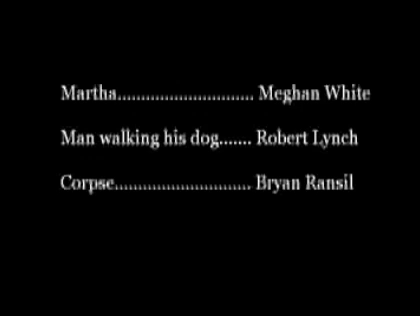 Martha............................. Meghan White
Man walking his dog....... Robert Lynch
Corpse............................. Bryan Ransil